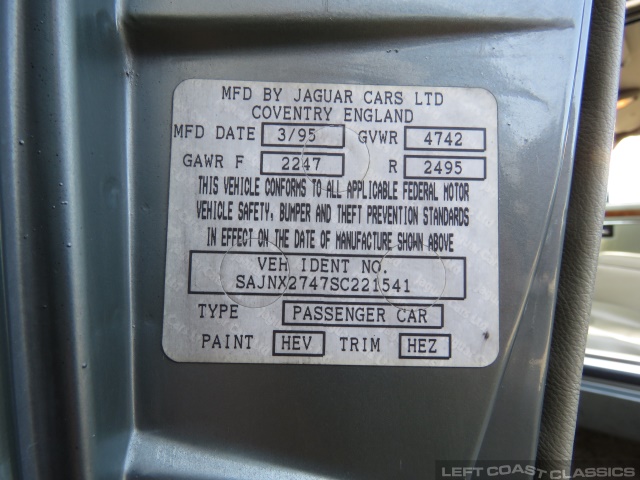 MFD BY JAGUAR CARS LTD
COVENTRY ENGLAND
MFD DATE 3/95 GVWR 4742
GAWR F 2247 R 2495
THIS VEHICLE CONFORMS TO ALL APPLICABLE FEDERAL MOTOR
VEHICLE SAFETY, BUMPER AND THEFT PREVENTION STANDARDS
IN EFFECT ON THE DATE OF MANUFACTURE SHOWN ABOVE
VEH IDENT NO.
SAJNX2747SC221541
TYPE PASSENGER CAR
PAINT HEV TRIM HEZ
LEFT COAST CLASSICS